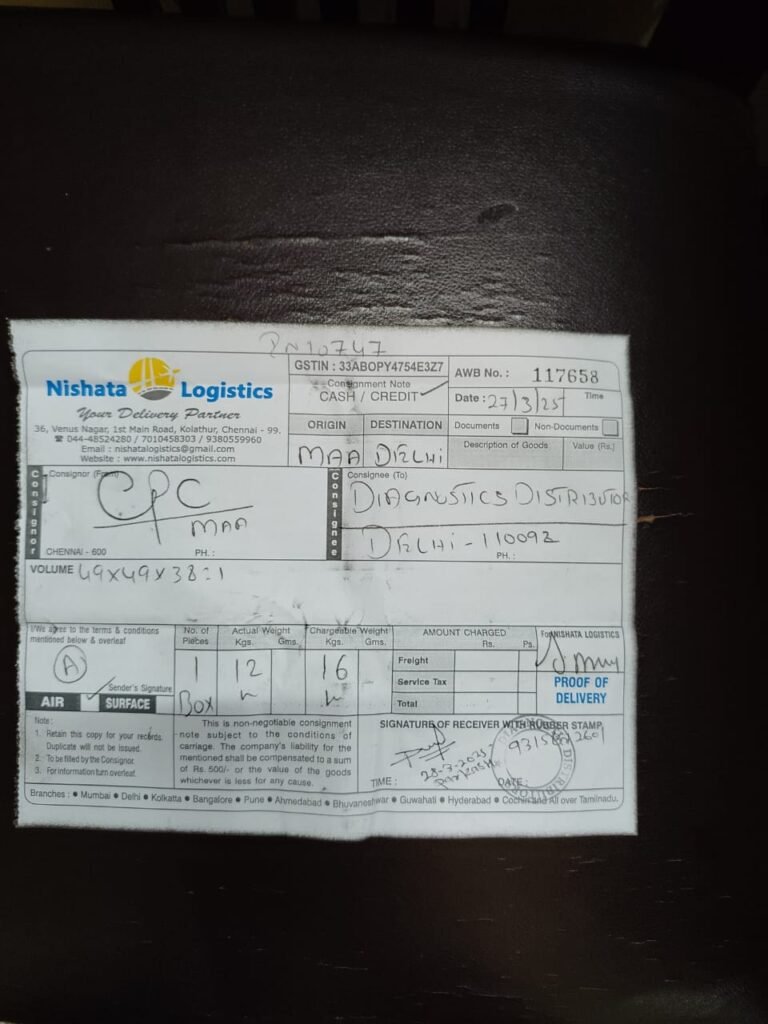 PN10747
Nishata Logistics
Your Delivery Partner
36, Venus Nagar, 1st Main Road, Kolathur, Chennai - 99.
☎ 044-48524280 / 7010458303 / 9380559960
Email : nishatalogistics@gmail.com
Website : www.nishatalogistics.com
GSTIN : 33ABOPY4754E3Z7
Consignment Note
CASH / CREDIT ✓
AWB No. : 117658
Date : 27/3/25 Time
ORIGIN DESTINATION
MAA DELHI
Documents Non-Documents
Description of Goods Value (Rs.)
Consignor
Consignor (From)
CPC
MAA
CHENNAI - 600 PH. :
Consignee
Consignee (To)
DIAGNOSTICS DISTRIBUTOR
DELHI - 110092
PH. :
VOLUME 49x49x38:1
I/We agree to the terms & conditions
mentioned below & overleaf
A
Sender's Signature
AIR ✓ SURFACE
No. of Pieces
1
Box
Actual Weight
Kgs. Gms.
12
Chargeable Weight
Kgs. Gms.
16
AMOUNT CHARGED
Rs. Ps.
Freight
Service Tax
Total
For NISHATA LOGISTICS
PROOF OF
DELIVERY
Note :
1. Retain this copy for your records.
Duplicate will not be issued.
2. To be filled by the Consignor.
3. For information turn overleaf.
This is non-negotiable consignment
note subject to the conditions of
carriage. The company's liability for the
mentioned shall be compensated to a sum
of Rs.500/- or the value of the goods
whichever is less for any cause.
SIGNATURE OF RECEIVER WITH RUBBER STAMP
TIME : DATE :
Branches : • Mumbai • Delhi • Kolkatta • Bangalore • Pune • Ahmedabad • Bhuvaneshwar • Guwahati • Hyderabad • Cochin and All over Tamilnadu.